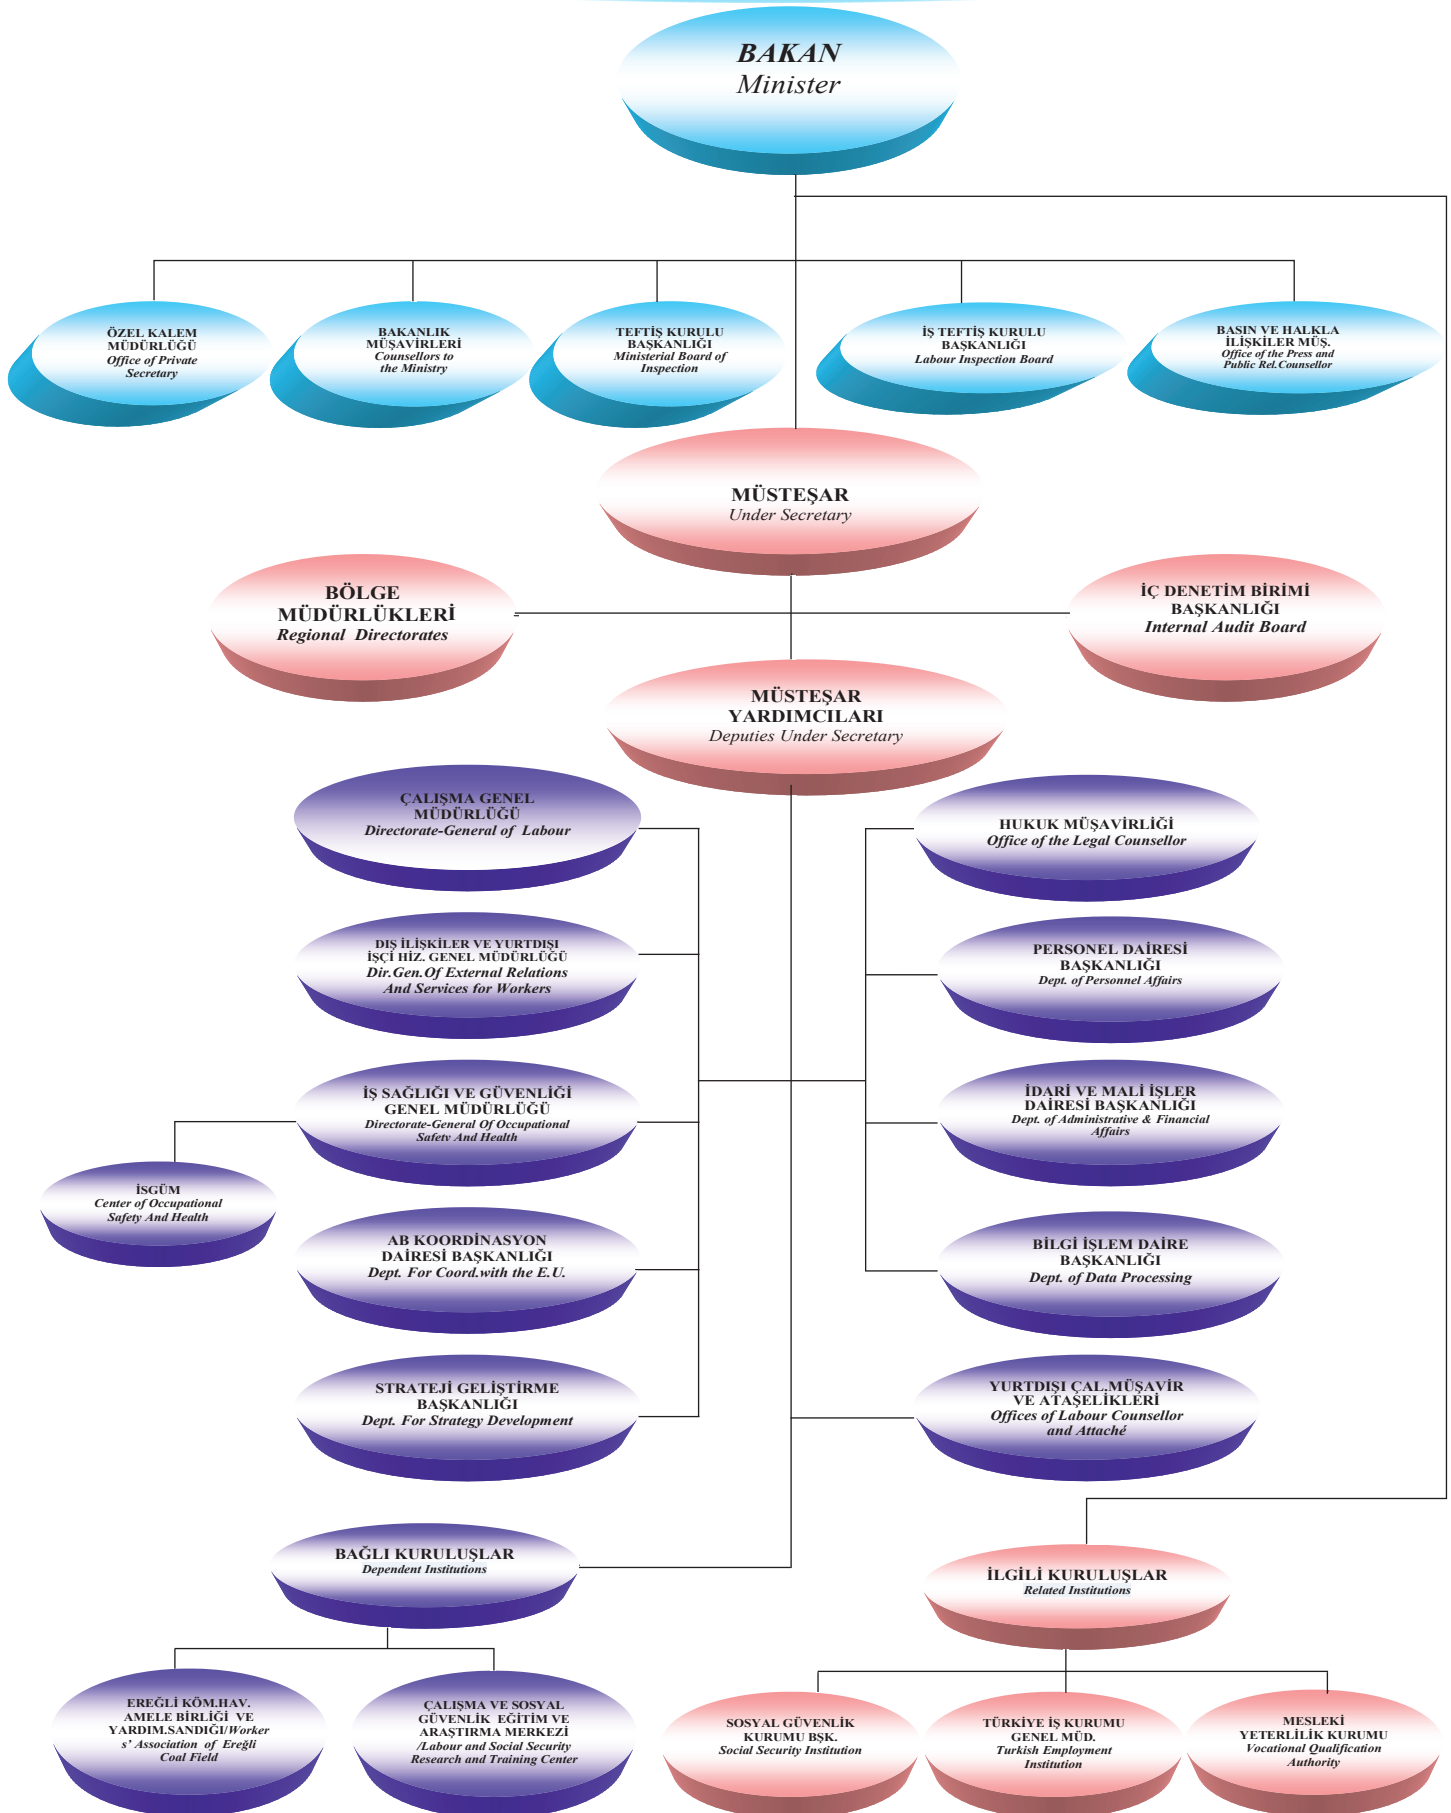 BAKAN
Minister
ÖZEL KALEM
MÜDÜRLÜĞÜ
Office of Private
Secretary
BAKANLIK
MÜŞAVİRLERİ
Counsellors to
the Ministry
TEFTİŞ KURULU
BAŞKANLIĞI
Ministerial Board of
Inspection
İŞ TEFTİŞ KURULU
BAŞKANLIĞI
Labour Inspection Board
BASIN VE HALKLA
İLİŞKİLER MÜŞ.
Office of the Press and
Public Rel.Counsellor
MÜSTEŞAR
Under Secretary
BÖLGE
MÜDÜRLÜKLERİ
Regional Directorates
İÇ DENETİM BİRİMİ
BAŞKANLIĞI
Internal Audit Board
MÜSTEŞAR
YARDIMCILARI
Deputies Under Secretary
ÇALIŞMA GENEL
MÜDÜRLÜĞÜ
Directorate-General of Labour
HUKUK MÜŞAVİRLİĞİ
Office of the Legal Counsellor
DIŞ İLİŞKİLER VE YURTDIŞI
İŞÇİ HİZ. GENEL MÜDÜRLÜĞÜ
Dir.Gen.Of External Relations
And Services for Workers
PERSONEL DAİRESİ
BAŞKANLIĞI
Dept. of Personnel Affairs
İŞ SAĞLIĞI VE GÜVENLİĞİ
GENEL MÜDÜRLÜĞÜ
Directorate-General Of Occupational
Safety And Health
İDARİ VE MALİ İŞLER
DAİRESİ BAŞKANLIĞI
Dept. of Administrative & Financial
Affairs
İSGÜM
Center of Occupational
Safety And Health
AB KOORDİNASYON
DAİRESİ BAŞKANLIĞI
Dept. For Coord.with the E.U.
BİLGİ İŞLEM DAİRE
BAŞKANLIĞI
Dept. of Data Processing
STRATEJİ GELİŞTİRME
BAŞKANLIĞI
Dept. For Strategy Development
YURTDIŞI ÇAL.MÜŞAVİR
VE ATAŞELİKLERİ
Offices of Labour Counsellor
and Attaché
BAĞLI KURULUŞLAR
Dependent Institutions
İLGİLİ KURULUŞLAR
Related Institutions
EREĞLİ KÖM.HAV.
AMELE BİRLİĞİ VE
YARDIM.SANDIĞI/Worker
s' Association of Ereğli
Coal Field
ÇALIŞMA VE SOSYAL
GÜVENLİK EĞİTİM VE
ARAŞTIRMA MERKEZİ
/Labour and Social Security
Research and Training Center
SOSYAL GÜVENLİK
KURUMU BŞK.
Social Security Institution
TÜRKİYE İŞ KURUMU
GENEL MÜD.
Turkish Employment
Institution
MESLEKİ
YETERLİLİK KURUMU
Vocational Qualification
Authority